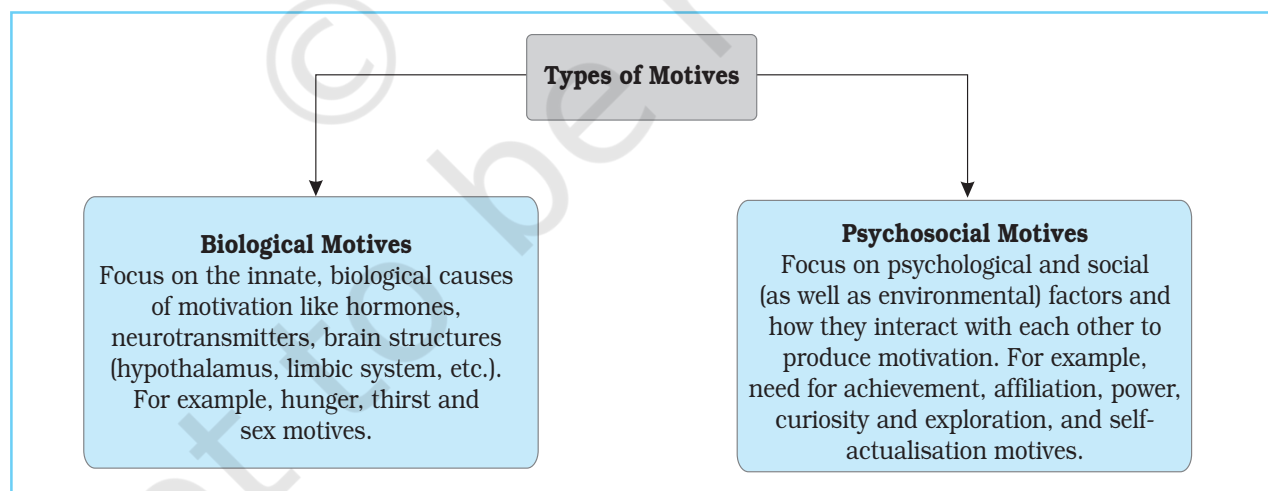 Types of Motives
Biological Motives
Focus on the innate, biological causes
of motivation like hormones,
neurotransmitters, brain structures
(hypothalamus, limbic system, etc.).
For example, hunger, thirst and
sex motives.
Psychosocial Motives
Focus on psychological and social
(as well as environmental) factors and
how they interact with each other to
produce motivation. For example,
need for achievement, affiliation, power,
curiosity and exploration, and self-
actualisation motives.
©
t to be r